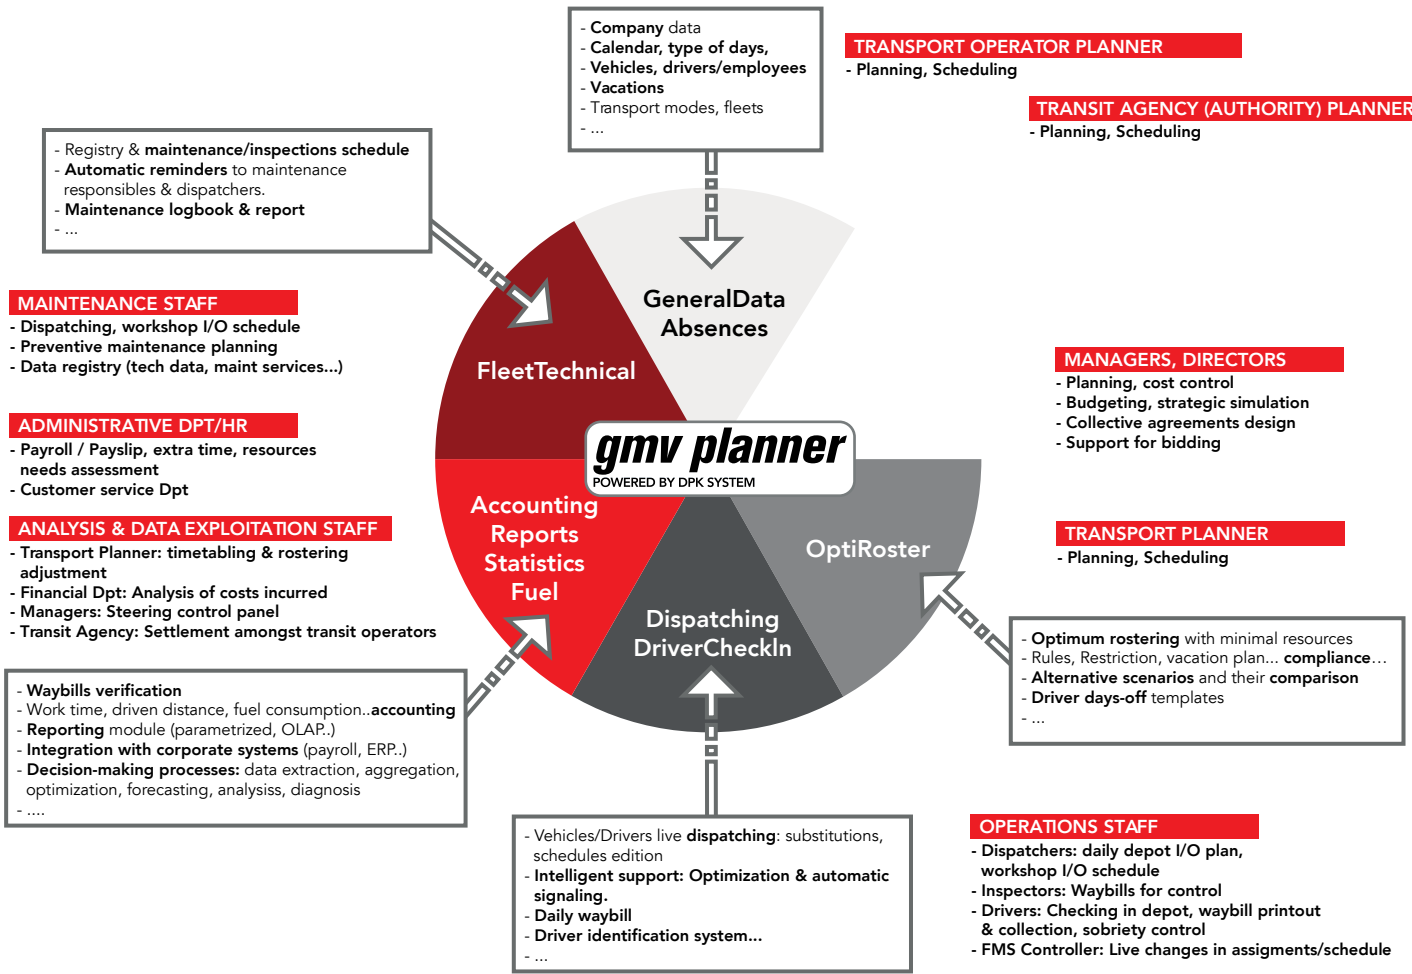 - Company data
- Calendar, type of days,
- Vehicles, drivers/employees
- Vacations
- Transport modes, fleets
- ...
TRANSPORT OPERATOR PLANNER
- Planning, Scheduling
TRANSIT AGENCY (AUTHORITY) PLANNER
- Planning, Scheduling
- Registry & maintenance/inspections schedule
- Automatic reminders to maintenance
responsibles & dispatchers.
- Maintenance logbook & report
- ...
GeneralData
Absences
FleetTechnical
MAINTENANCE STAFF
- Dispatching, workshop I/O schedule
- Preventive maintenance planning
- Data registry (tech data, maint services...)
MANAGERS, DIRECTORS
- Planning, cost control
- Budgeting, strategic simulation
- Collective agreements design
- Support for bidding
ADMINISTRATIVE DPT/HR
- Payroll / Payslip, extra time, resources
needs assessment
- Customer service Dpt
gmv planner
POWERED BY DPK SYSTEM
ANALYSIS & DATA EXPLOITATION STAFF
- Transport Planner: timetabling & rostering
adjustment
- Financial Dpt: Analysis of costs incurred
- Managers: Steering control panel
- Transit Agency: Settlement amongst transit operators
Accounting
Reports
Statistics
Fuel
OptiRoster
TRANSPORT PLANNER
- Planning, Scheduling
Dispatching
DriverCheckIn
- Optimum rostering with minimal resources
- Rules, Restriction, vacation plan... compliance...
- Alternative scenarios and their comparison
- Driver days-off templates
- ...
- Waybills verification
- Work time, driven distance, fuel consumption..accounting
- Reporting module (parametrized, OLAP..)
- Integration with corporate systems (payroll, ERP..)
- Decision-making processes: data extraction, aggregation,
optimization, forecasting, analysiss, diagnosis
- ....
- Vehicles/Drivers live dispatching: substitutions,
schedules edition
- Intelligent support: Optimization & automatic
signaling.
- Daily waybill
- Driver identification system...
- ...
OPERATIONS STAFF
- Dispatchers: daily depot I/O plan,
workshop I/O schedule
- Inspectors: Waybills for control
- Drivers: Checking in depot, waybill printout
& collection, sobriety control
- FMS Controller: Live changes in assigments/schedule